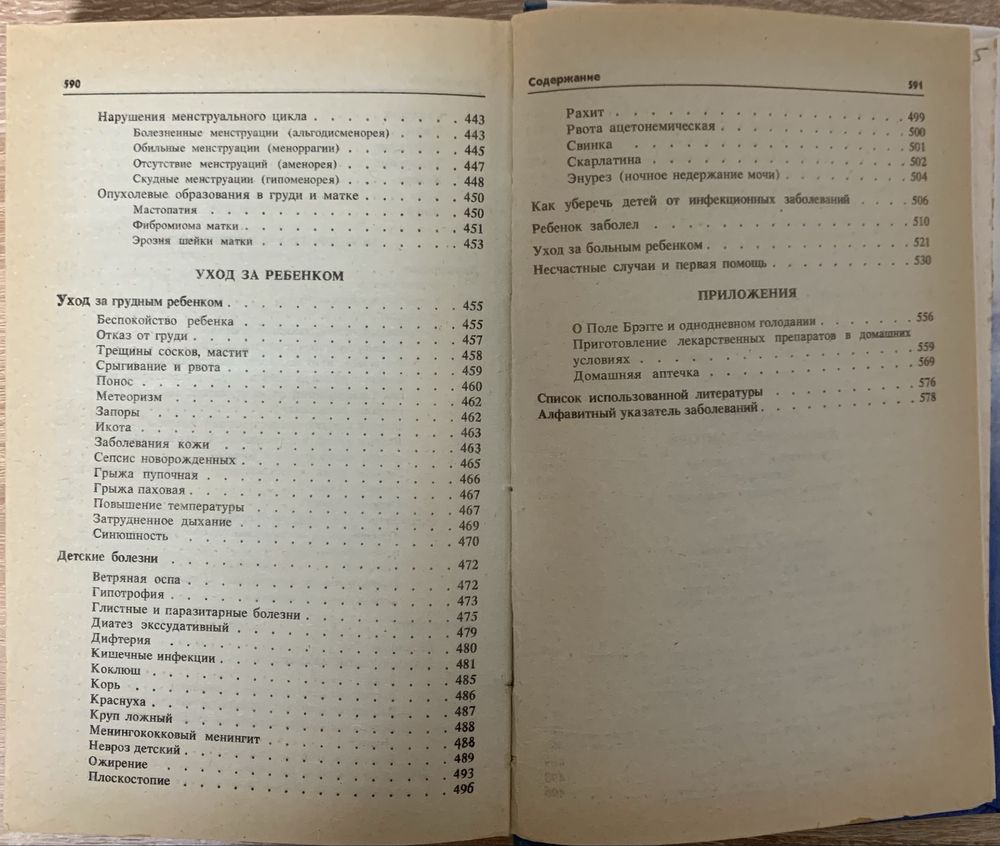 590
Нарушения менструального цикла . . . . . . . . . 443
Болезненные менструации (альгодисменорея) . . . . 443
Обильные менструации (меноррагии) . . . . . . . 445
Отсутствие менструаций (аменорея) . . . . . . . 447
Скудные менструации (гипоменорея) . . . . . . . 448
Опухолевые образования в груди и матке . . . . . . 450
Мастопатия . . . . . . . . . . . . . . . 450
Фибромиома матки . . . . . . . . . . . . . 451
Эрозия шейки матки . . . . . . . . . . . . 453
УХОД ЗА РЕБЕНКОМ
Уход за грудным ребенком . . . . . . . . . . . . 455
Беспокойство ребенка . . . . . . . . . . . . 455
Отказ от груди . . . . . . . . . . . . . . 457
Трещины сосков, мастит . . . . . . . . . . . 458
Срыгивание и рвота . . . . . . . . . . . . 459
Понос . . . . . . . . . . . . . . . . . 460
Метеоризм . . . . . . . . . . . . . . . 462
Запоры . . . . . . . . . . . . . . . . 462
Икота . . . . . . . . . . . . . . . . . 463
Заболевания кожи . . . . . . . . . . . . . 463
Сепсис новорожденных . . . . . . . . . . . . 465
Грыжа пупочная . . . . . . . . . . . . . . 466
Грыжа паховая . . . . . . . . . . . . . . 467
Повышение температуры . . . . . . . . . . . 467
Затрудненное дыхание . . . . . . . . . . . . 469
Синюшность . . . . . . . . . . . . . . . 470
Детские болезни . . . . . . . . . . . . . . . 472
Ветряная оспа . . . . . . . . . . . . . . 472
Гипотрофия . . . . . . . . . . . . . . . 473
Глистные и паразитарные болезни . . . . . . . . 475
Диатез экссудативный . . . . . . . . . . . . 479
Дифтерия . . . . . . . . . . . . . . . . 480
Кишечные инфекции . . . . . . . . . . . . . 481
Коклюш . . . . . . . . . . . . . . . . 485
Корь . . . . . . . . . . . . . . . . . 486
Краснуха . . . . . . . . . . . . . . . . 487
Круп ложный . . . . . . . . . . . . . . . 488
Менингококковый менингит . . . . . . . . . . 488
Невроз детский . . . . . . . . . . . . . . 489
Ожирение . . . . . . . . . . . . . . . . 493
Плоскостопие . . . . . . . . . . . . . . . 496
Содержание 591
Рахит . . . . . . . . . . . . . . . . . 499
Рвота ацетонемическая . . . . . . . . . . . 500
Свинка . . . . . . . . . . . . . . . . 501
Скарлатина . . . . . . . . . . . . . . . 502
Энурез (ночное недержание мочи) . . . . . . . . 504
Как уберечь детей от инфекционных заболеваний . . . . 506
Ребенок заболел . . . . . . . . . . . . . . . 510
Уход за больным ребенком . . . . . . . . . . . . 521
Несчастные случаи и первая помощь . . . . . . . . . 530
ПРИЛОЖЕНИЯ
О Поле Брэгге и однодневном голодании . . . . . . 556
Приготовление лекарственных препаратов в домашних
условиях . . . . . . . . . . . . . . . . 559
Домашняя аптечка . . . . . . . . . . . . . 569
Список использованной литературы . . . . . . . . . 576
Алфавитный указатель заболеваний . . . . . . . . . 578
5